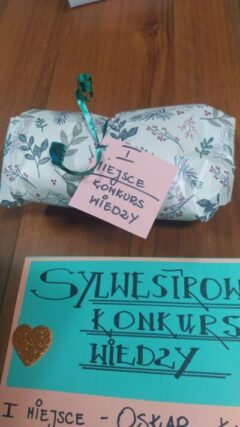 I
MIEJSCE
KONKURS
WIEDZY
SYLWESTROW
KONKURS
WIEDZY
I MIEJSCE - OSKAR